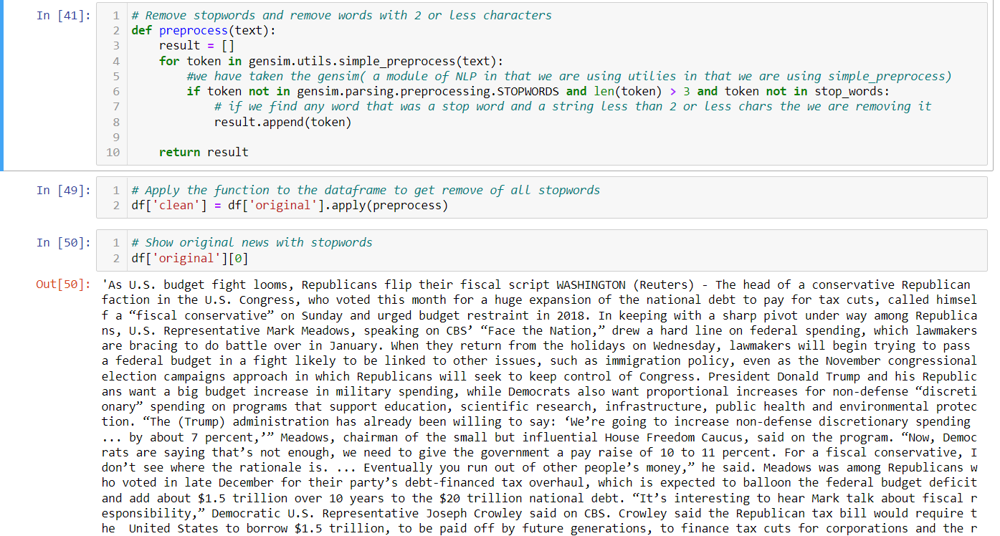 In [41]:
1 # Remove stopwords and remove words with 2 or less characters
2 def preprocess(text):
3     result = []
4     for token in gensim.utils.simple_preprocess(text):
5         #we have taken the gensim( a module of NLP in that we are using utilies in that we are using simple_preprocess)
6         if token not in gensim.parsing.preprocessing.STOPWORDS and len(token) > 3 and token not in stop_words:
7             # if we find any word that was a stop word and a string less than 2 or less chars the we are removing it
8             result.append(token)
9
10     return result
In [49]:
1 # Apply the function to the dataframe to get remove of all stopwords
2 df['clean'] = df['original'].apply(preprocess)
In [50]:
1 # Show original news with stopwords
2 df['original'][0]
Out[50]: 'As U.S. budget fight looms, Republicans flip their fiscal script WASHINGTON (Reuters) - The head of a conservative Republican
faction in the U.S. Congress, who voted this month for a huge expansion of the national debt to pay for tax cuts, called himsel
f a “fiscal conservative” on Sunday and urged budget restraint in 2018. In keeping with a sharp pivot under way among Republica
ns, U.S. Representative Mark Meadows, speaking on CBS’ “Face the Nation,” drew a hard line on federal spending, which lawmakers
are bracing to do battle over in January. When they return from the holidays on Wednesday, lawmakers will begin trying to pass
a federal budget in a fight likely to be linked to other issues, such as immigration policy, even as the November congressional
election campaigns approach in which Republicans will seek to keep control of Congress. President Donald Trump and his Republic
ans want a big budget increase in military spending, while Democrats also want proportional increases for non-defense “discreti
onary” spending on programs that support education, scientific research, infrastructure, public health and environmental protec
tion. “The (Trump) administration has already been willing to say: ‘We’re going to increase non-defense discretionary spending
... by about 7 percent,’” Meadows, chairman of the small but influential House Freedom Caucus, said on the program. “Now, Democ
rats are saying that’s not enough, we need to give the government a pay raise of 10 to 11 percent. For a fiscal conservative, I
don’t see where the rationale is. ... Eventually you run out of other people’s money,” he said. Meadows was among Republicans w
ho voted in late December for their party’s debt-financed tax overhaul, which is expected to balloon the federal budget deficit
and add about $1.5 trillion over 10 years to the $20 trillion national debt. “It’s interesting to hear Mark talk about fiscal r
esponsibility,” Democratic U.S. Representative Joseph Crowley said on CBS. Crowley said the Republican tax bill would require t
he  United States to borrow $1.5 trillion, to be paid off by future generations, to finance tax cuts for corporations and the r